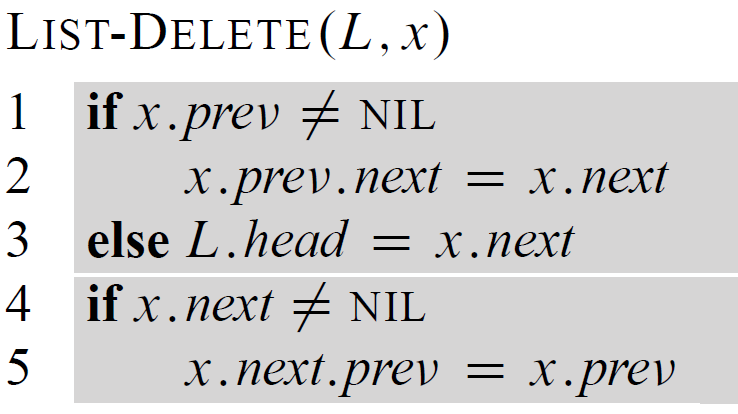 LIST-DELETE(L, x)
1 if x.prev ≠ NIL
2 x.prev.next = x.next
3 else L.head = x.next
4 if x.next ≠ NIL
5 x.next.prev = x.prev